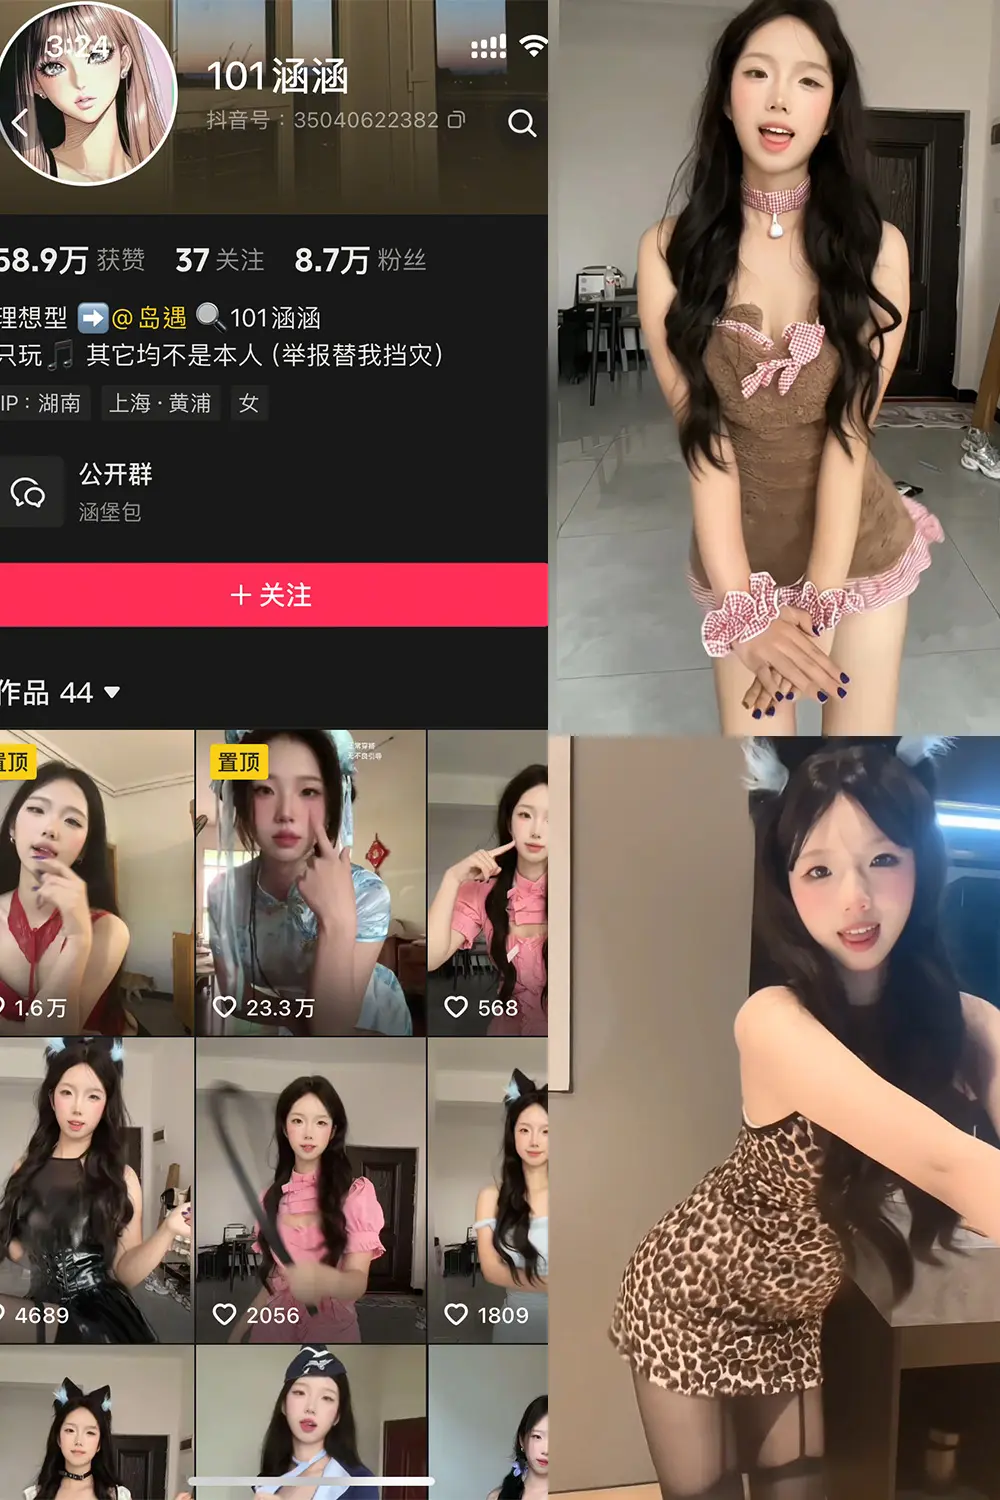 3:24
101涵涵
抖音号：35040622382
58.9万 获赞 37 关注 8.7万 粉丝
理想型 ➡️@岛遇 🔍101涵涵
只玩🎵 其它均不是本人（举报替我挡灾）
IP：湖南 上海·黄浦 女
公开群
涵堡包
+ 关注
作品 44
置顶 置顶
1.6万 23.3万 568
4689 2056 1809